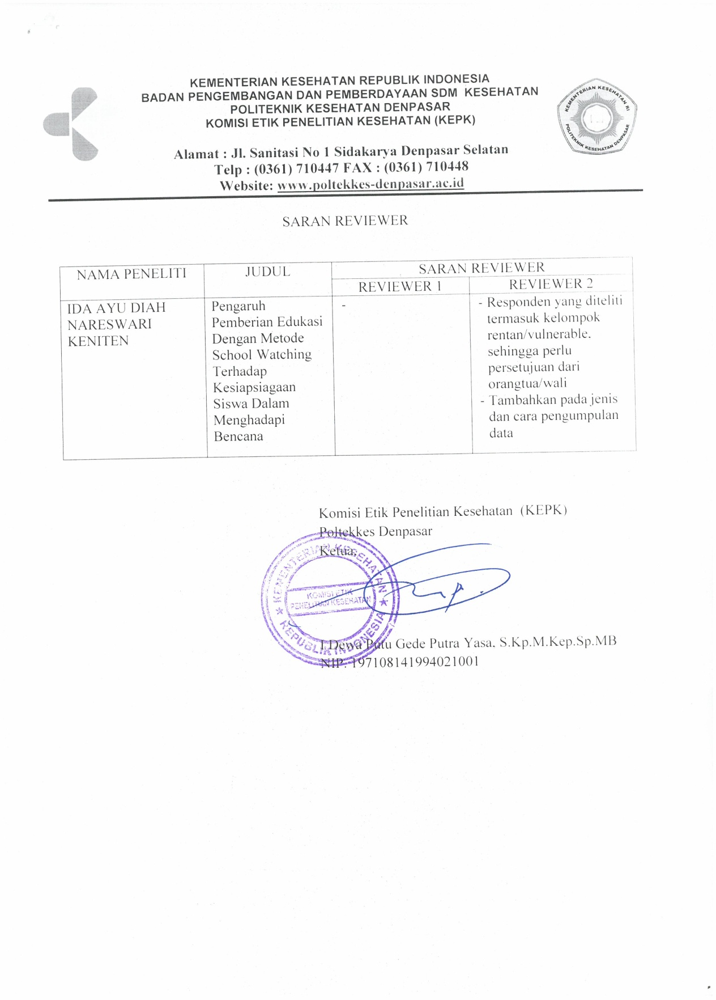 KEMENTERIAN KESEHATAN REPUBLIK INDONESIA
BADAN PENGEMBANGAN DAN PEMBERDAYAAN SDM KESEHATAN
POLITEKNIK KESEHATAN DENPASAR
KOMISI ETIK PENELITIAN KESEHATAN (KEPK)
Alamat : Jl. Sanitasi No 1 Sidakarya Denpasar Selatan
Telp : (0361) 710447 FAX : (0361) 710448
Website: www.poltekkes-denpasar.ac.id
KEMENTERIAN KESEHATAN RI
POLITEKNIK KESEHATAN DENPASAR
SARAN REVIEWER
NAMA PENELITI
JUDUL
SARAN REVIEWER
REVIEWER 1
REVIEWER 2
IDA AYU DIAH
NARESWARI
KENITEN
Pengaruh
Pemberian Edukasi
Dengan Metode
School Watching
Terhadap
Kesiapsiagaan
Siswa Dalam
Menghadapi
Bencana
-
- Responden yang diteliti
termasuk kelompok
rentan/vulnerable.
sehingga perlu
persetujuan dari
orangtua/wali
- Tambahkan pada jenis
dan cara pengumpulan
data
Komisi Etik Penelitian Kesehatan (KEPK)
Poltekkes Denpasar
Ketua,
KEMENTERIAN KESEHATAN
KOMISI ETIK
PENELITIAN KESEHATAN
REPUBLIK INDONESIA
I Dewa Putu Gede Putra Yasa. S.Kp.M.Kep.Sp.MB
NIP. 197108141994021001